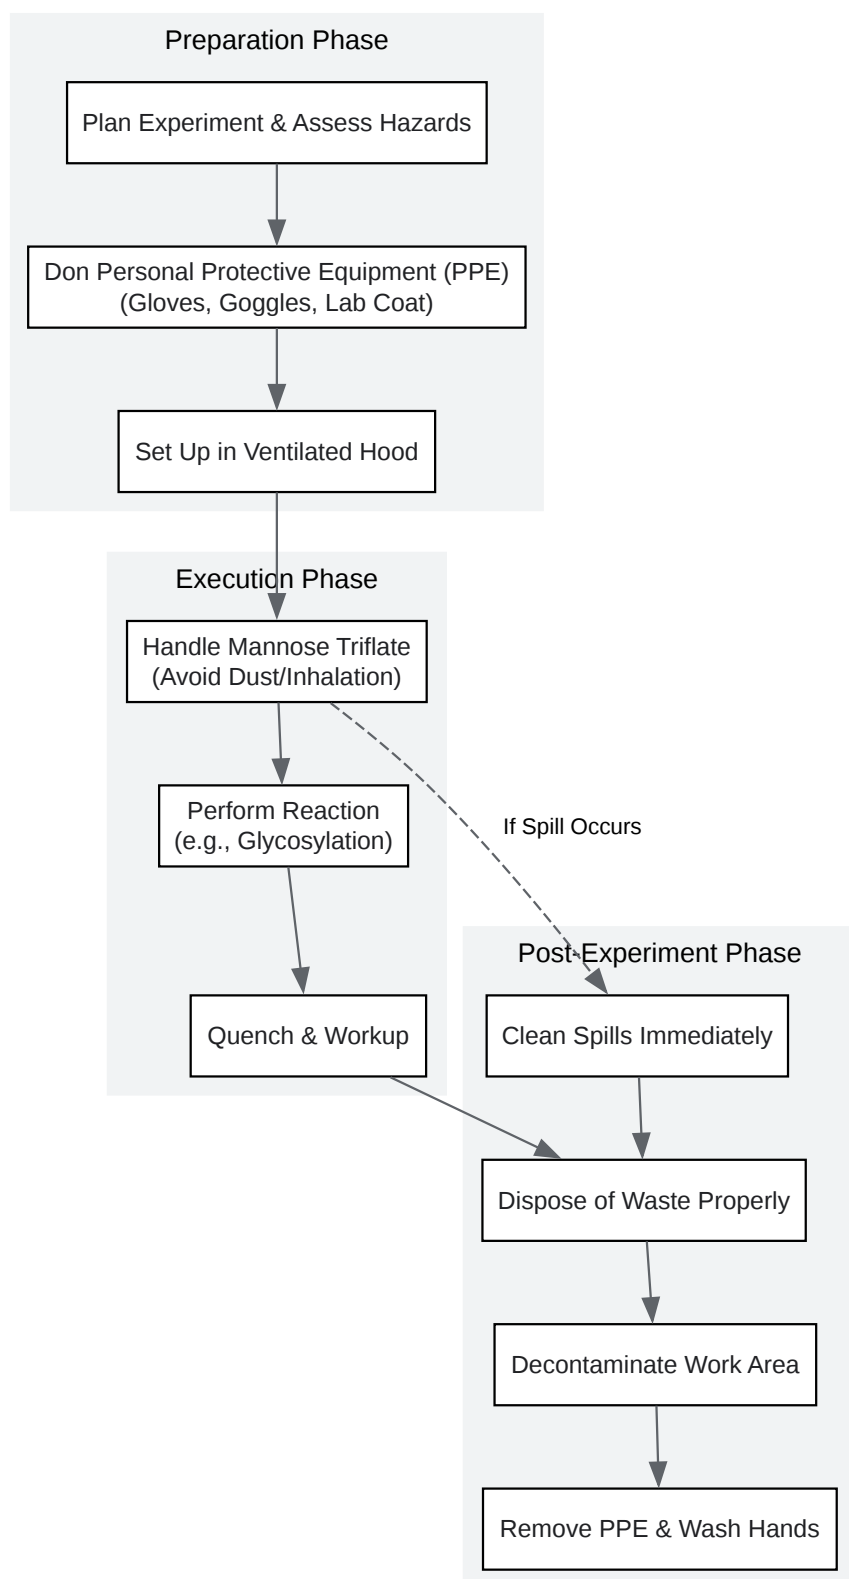 Preparation Phase
Plan Experiment & Assess Hazards
Don Personal Protective Equipment (PPE)
(Gloves, Goggles, Lab Coat)
Set Up in Ventilated Hood
Execution Phase
Handle Mannose Triflate
(Avoid Dust/Inhalation)
Perform Reaction
(e.g., Glycosylation)
If Spill Occurs
Quench & Workup
Post-Experiment Phase
Clean Spills Immediately
Dispose of Waste Properly
Decontaminate Work Area
Remove PPE & Wash Hands